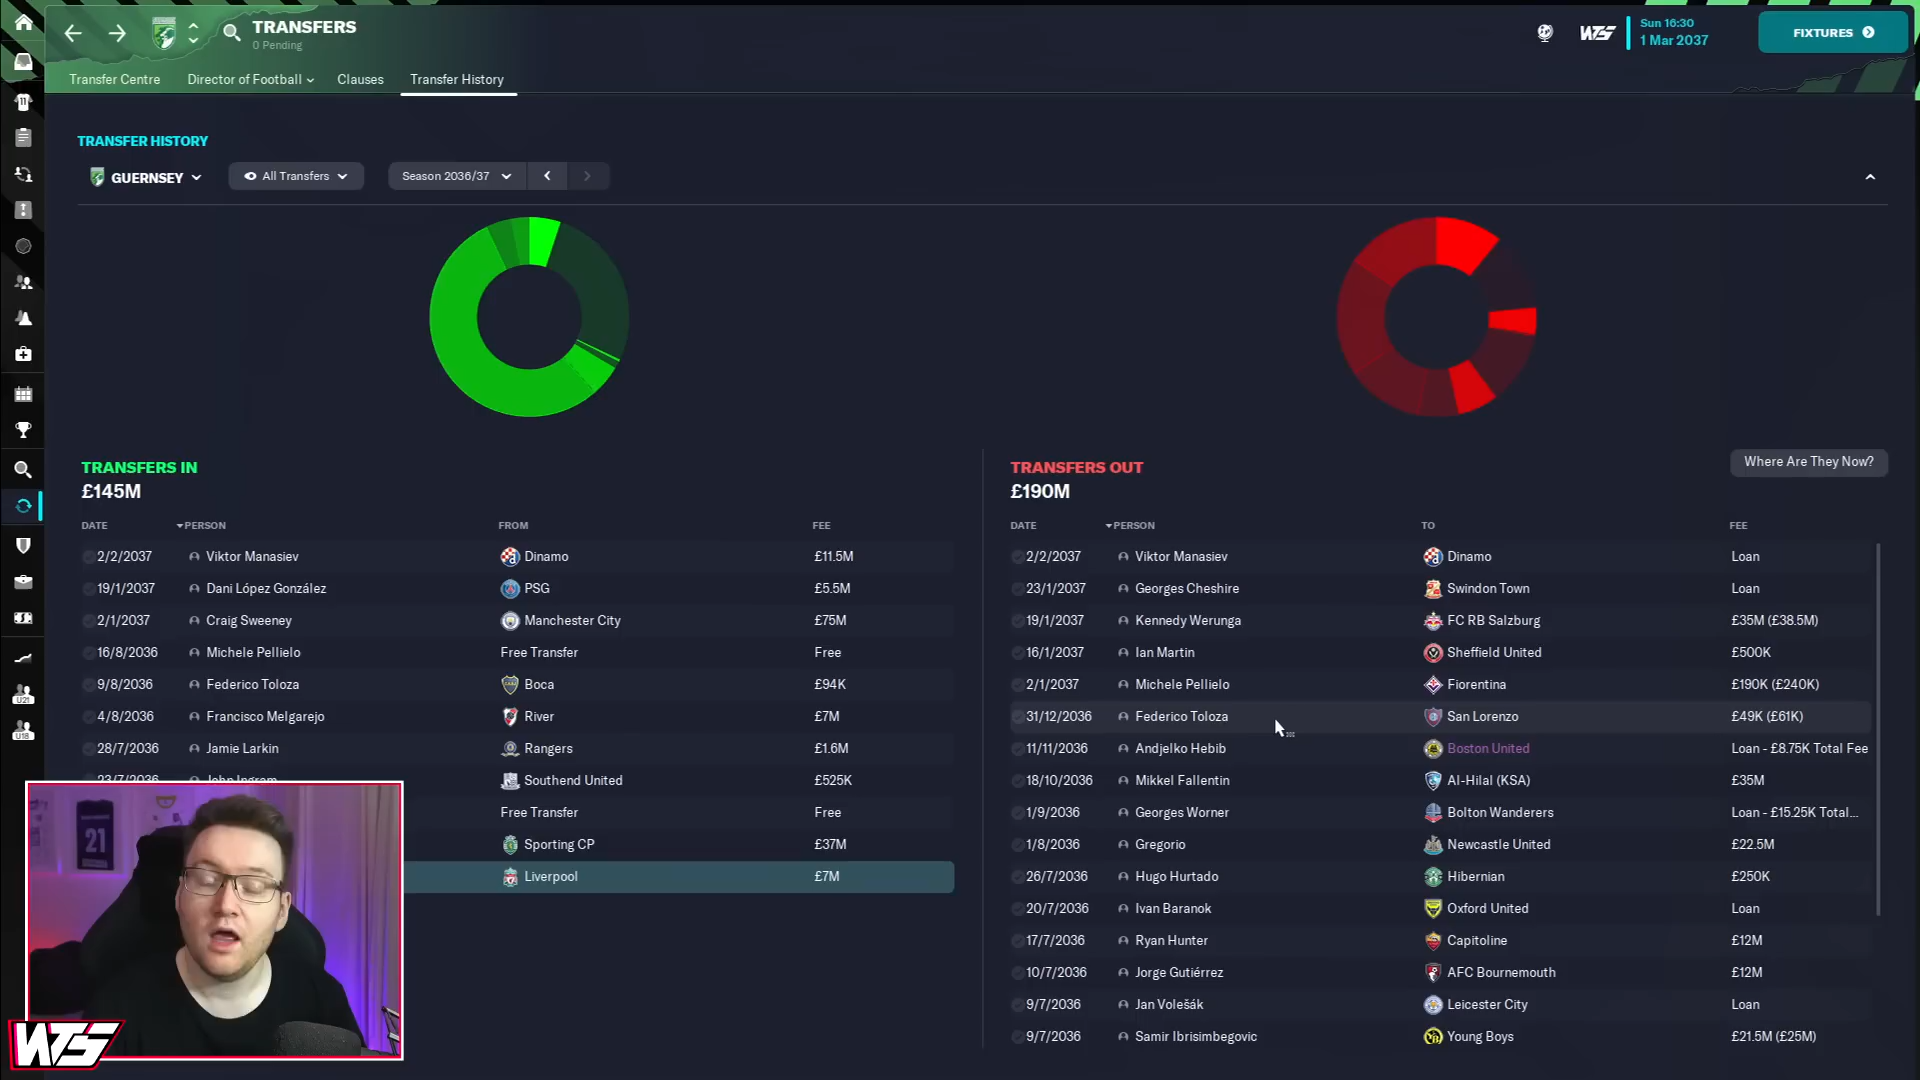 TRANSFERS
0 Pending
WTS
Sun 16:30
1 Mar 2037
FIXTURES
Transfer Centre
Director of Football
Clauses
Transfer History
TRANSFER HISTORY
GUERNSEY
All Transfers
Season 2036/37
TRANSFERS IN
£145M
DATE PERSON FROM FEE
2/2/2037 Viktor Manasiev Dinamo £11.5M
19/1/2037 Dani López González PSG £5.5M
2/1/2037 Craig Sweeney Manchester City £75M
16/8/2036 Michele Pellielo Free Transfer Free
9/8/2036 Federico Toloza Boca £94K
4/8/2036 Francisco Melgarejo River £7M
28/7/2036 Jamie Larkin Rangers £1.6M
23/7/2036 John Ingram Southend United £525K
Free Transfer Free
Sporting CP £37M
Liverpool £7M
TRANSFERS OUT
£190M
Where Are They Now?
DATE PERSON TO FEE
2/2/2037 Viktor Manasiev Dinamo Loan
23/1/2037 Georges Cheshire Swindon Town Loan
19/1/2037 Kennedy Werunga FC RB Salzburg £35M (£38.5M)
16/1/2037 Ian Martin Sheffield United £500K
2/1/2037 Michele Pellielo Fiorentina £190K (£240K)
31/12/2036 Federico Toloza San Lorenzo £49K (£61K)
11/11/2036 Andjelko Hebib Boston United Loan - £8.75K Total Fee
18/10/2036 Mikkel Fallentin Al-Hilal (KSA) £35M
1/9/2036 Georges Worner Bolton Wanderers Loan - £15.25K Total...
1/8/2036 Gregorio Newcastle United £22.5M
26/7/2036 Hugo Hurtado Hibernian £250K
20/7/2036 Ivan Baranok Oxford United Loan
17/7/2036 Ryan Hunter Capitoline £12M
10/7/2036 Jorge Gutiérrez AFC Bournemouth £12M
9/7/2036 Jan Volešák Leicester City Loan
9/7/2036 Samir Ibrisimbegovic Young Boys £21.5M (£25M)
U21
U18
21
WTS